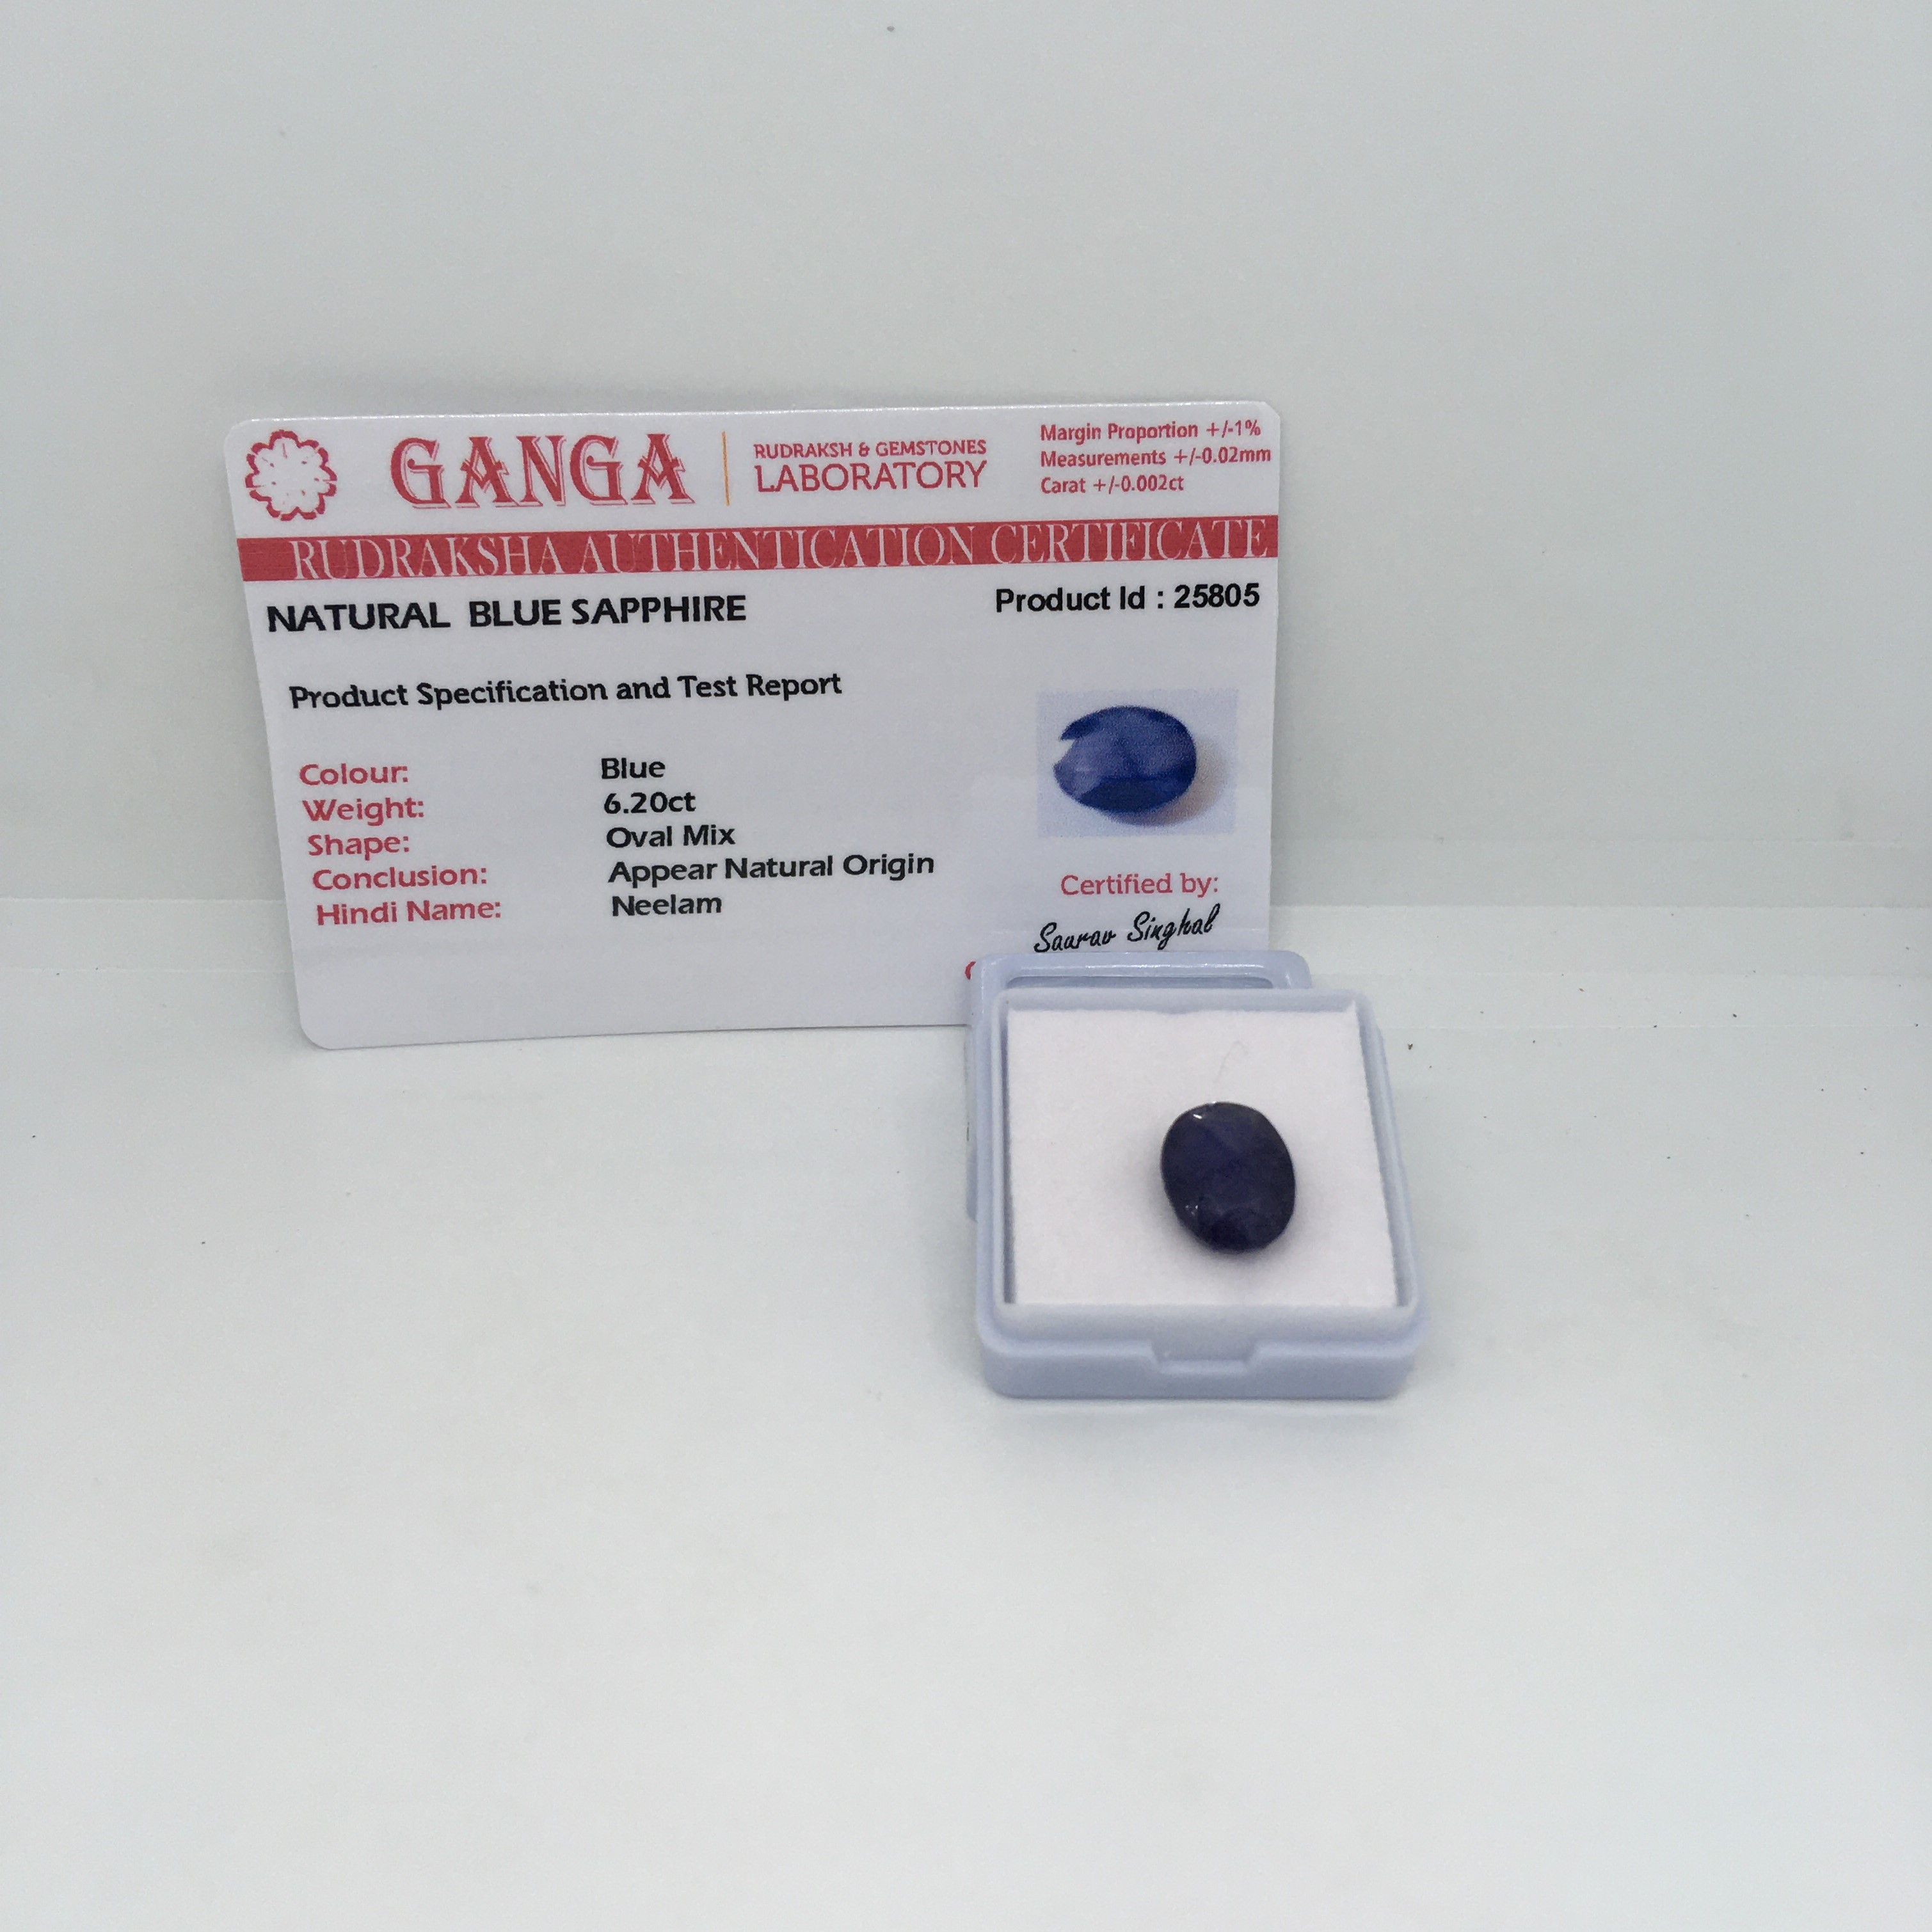 GANGA
RUDRAKSH & GEMSTONES
LABORATORY
Margin Proportion +/-1%
Measurements +/-0.02mm
Carat +/-0.002ct
RUDRAKSHA AUTHENTICATION CERTIFICATE
NATURAL BLUE SAPPHIRE
Product Id : 25805
Product Specification and Test Report
Colour: Blue
Weight: 6.20ct
Shape: Oval Mix
Conclusion: Appear Natural Origin
Hindi Name: Neelam
Certified by:
Saurav Singhal